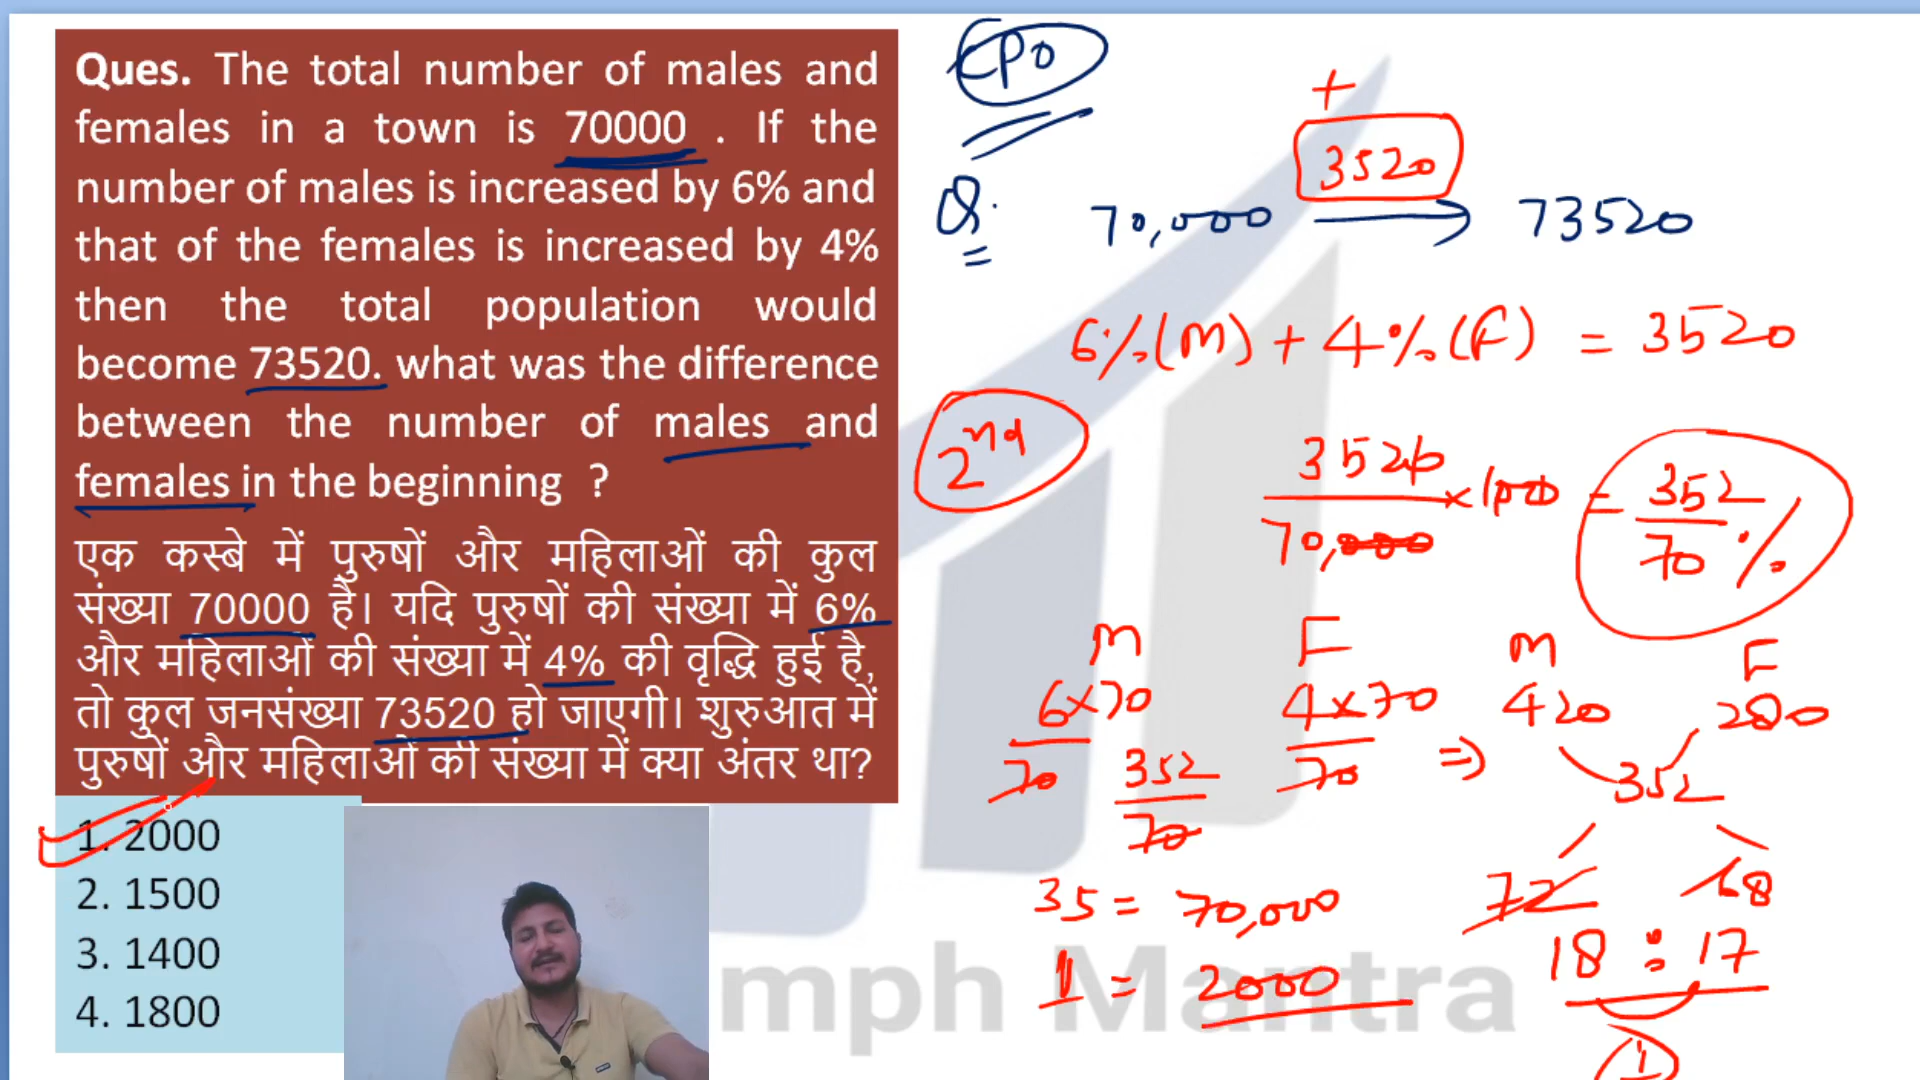 Ques. The total number of males and
females in a town is 70000 . If the
number of males is increased by 6% and
that of the females is increased by 4%
then the total population would
become 73520. what was the difference
between the number of males and
females in the beginning ?
एक कस्बे में पुरुषों और महिलाओं की कुल
संख्या 70000 है। यदि पुरुषों की संख्या में 6%
और महिलाओं की संख्या में 4% की वृद्धि हुई है,
तो कुल जनसंख्या 73520 हो जाएगी। शुरुआत में
पुरुषों और महिलाओं की संख्या में क्या अंतर था?
1. 2000
2. 1500
3. 1400
4. 1800
CPO
+
3520
Q. 70,000 → 73520
6%(M) + 4%(F) = 3520
2nd
3520/70,000 × 100 = 352/70 %
M F M F
6×70/70 4×70/70 ⇒ 420 280
352/70 352
72 68
35 = 70,000
18 : 17
1 = 2000
1
mph Mantra